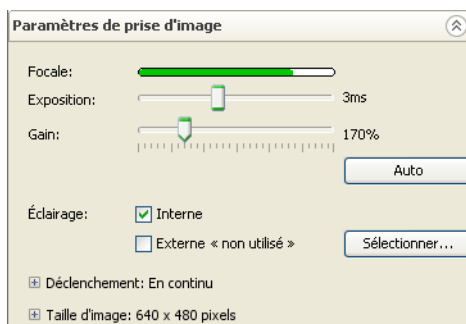 Paramètres de prise d'image
Focale:
Exposition: 3ms
Gain: 170%
Auto
Éclairage: Interne
Externe « non utilisé » Sélectionner...
Déclenchement: En continu
Taille d'image: 640 x 480 pixels